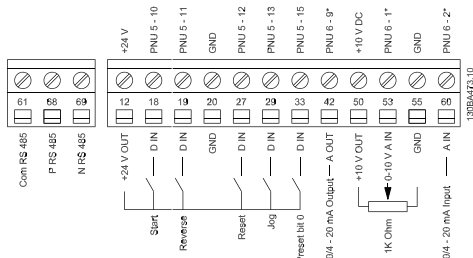 +24 V
PNU 5 - 10
PNU 5 - 11
GND
PNU 5 - 12
PNU 5 - 13
PNU 5 - 15
PNU 6 - 9*
+10 V DC
PNU 6 - 1*
GND
PNU 6 - 2*
61 68 69
12 18 19 20 27 29 33 42 50 53 55 60
Com RS 485
P RS 485
N RS 485
+24 V OUT
D IN
D IN
GND
D IN
D IN
D IN
0/4 - 20 mA Output — A OUT
+10 V OUT
0-10 V A IN
GND
0/4 - 20 mA Input — A IN
Start
Reverse
Reset
Jog
Preset bit 0
1K Ohm
130BA473.10